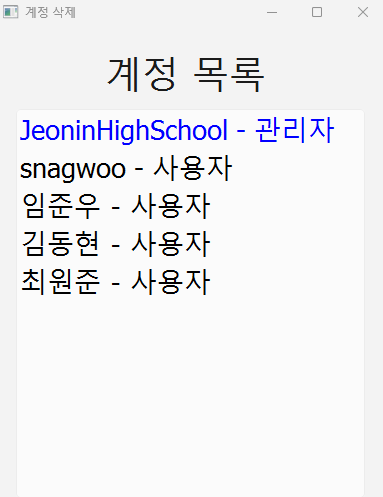 계정 삭제
계정 목록
JeoninHighSchool - 관리자
snagwoo - 사용자
임준우 - 사용자
김동현 - 사용자
최원준 - 사용자